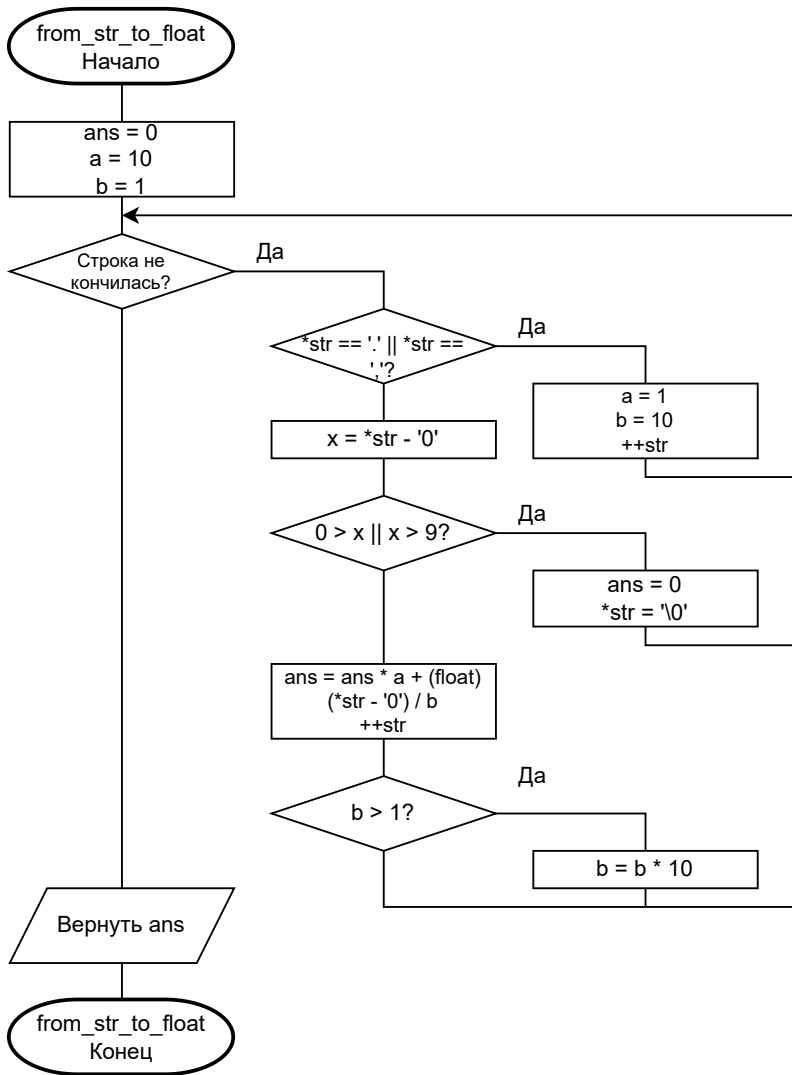 from_str_to_float
Начало
ans = 0
a = 10
b = 1
Строка не
кончилась?
Да
*str == '.' || *str ==
','?
Да
a = 1
b = 10
++str
x = *str - '0'
0 > x || x > 9?
Да
ans = 0
*str = '\0'
ans = ans * a + (float)
(*str - '0') / b
++str
b > 1?
Да
b = b * 10
Вернуть ans
from_str_to_float
Конец